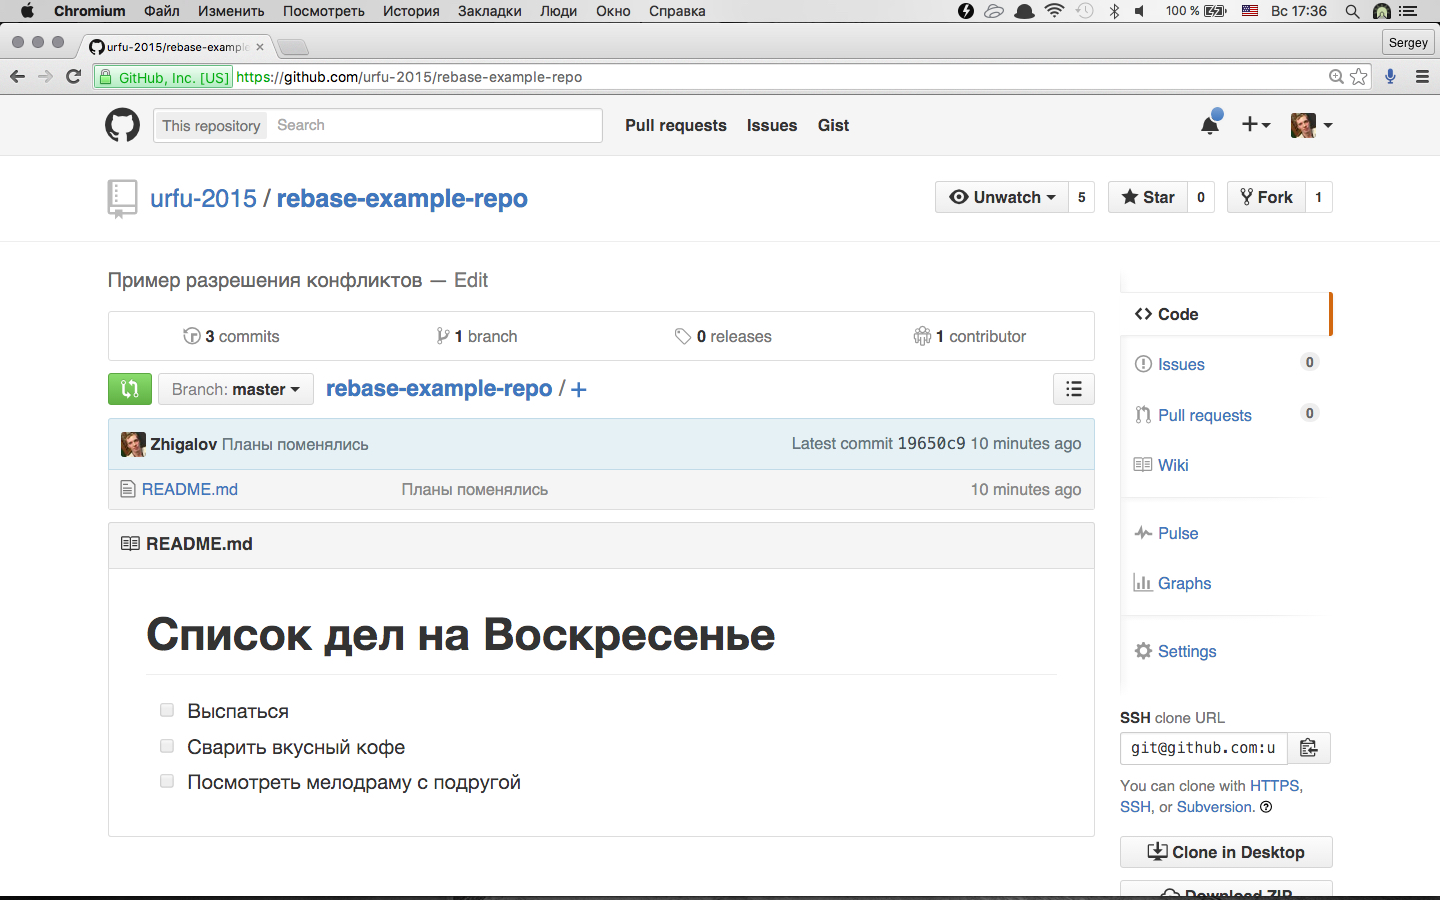 Chromium Файл Изменить Посмотреть История Закладки Люди Окно Справка 100 % Вс 17:36
urfu-2015/rebase-example Sergey
GitHub, Inc. [US] https://github.com/urfu-2015/rebase-example-repo
This repository Search Pull requests Issues Gist
urfu-2015 / rebase-example-repo Unwatch 5 Star 0 Fork 1
Пример разрешения конфликтов — Edit
3 commits 1 branch 0 releases 1 contributor
Branch: master rebase-example-repo / +
Zhigalov Планы поменялись Latest commit 19650c9 10 minutes ago
README.md Планы поменялись 10 minutes ago
README.md
Список дел на Воскресенье
Выспаться
Сварить вкусный кофе
Посмотреть мелодраму с подругой
Code
Issues 0
Pull requests 0
Wiki
Pulse
Graphs
Settings
SSH clone URL
git@github.com:u
You can clone with HTTPS,
SSH, or Subversion.
Clone in Desktop
Download ZIP